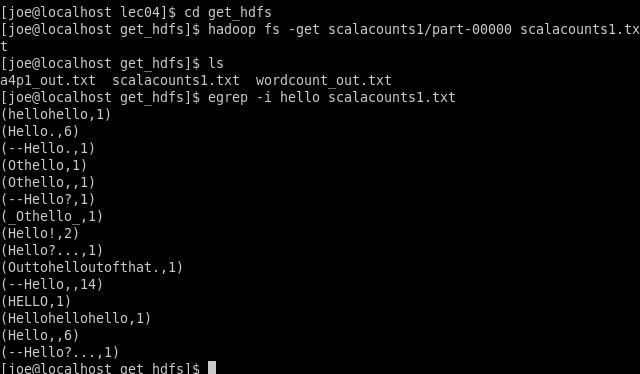 [joe@localhost lec04]$ cd get_hdfs
[joe@localhost get_hdfs]$ hadoop fs -get scalacounts1/part-00000 scalacounts1.tx
t
[joe@localhost get_hdfs]$ ls
a4p1_out.txt  scalacounts1.txt  wordcount_out.txt
[joe@localhost get_hdfs]$ egrep -i hello scalacounts1.txt
(hellohello,1)
(Hello.,6)
(--Hello.,1)
(Othello,1)
(Othello,,1)
(--Hello?,1)
(_Othello_,1)
(Hello!,2)
(Hello?...,1)
(Outtohelloutofthat.,1)
(--Hello,,14)
(HELLO,1)
(Hellohellohello,1)
(Hello,,6)
(--Hello?...,1)
[joe@localhost get_hdfs]$